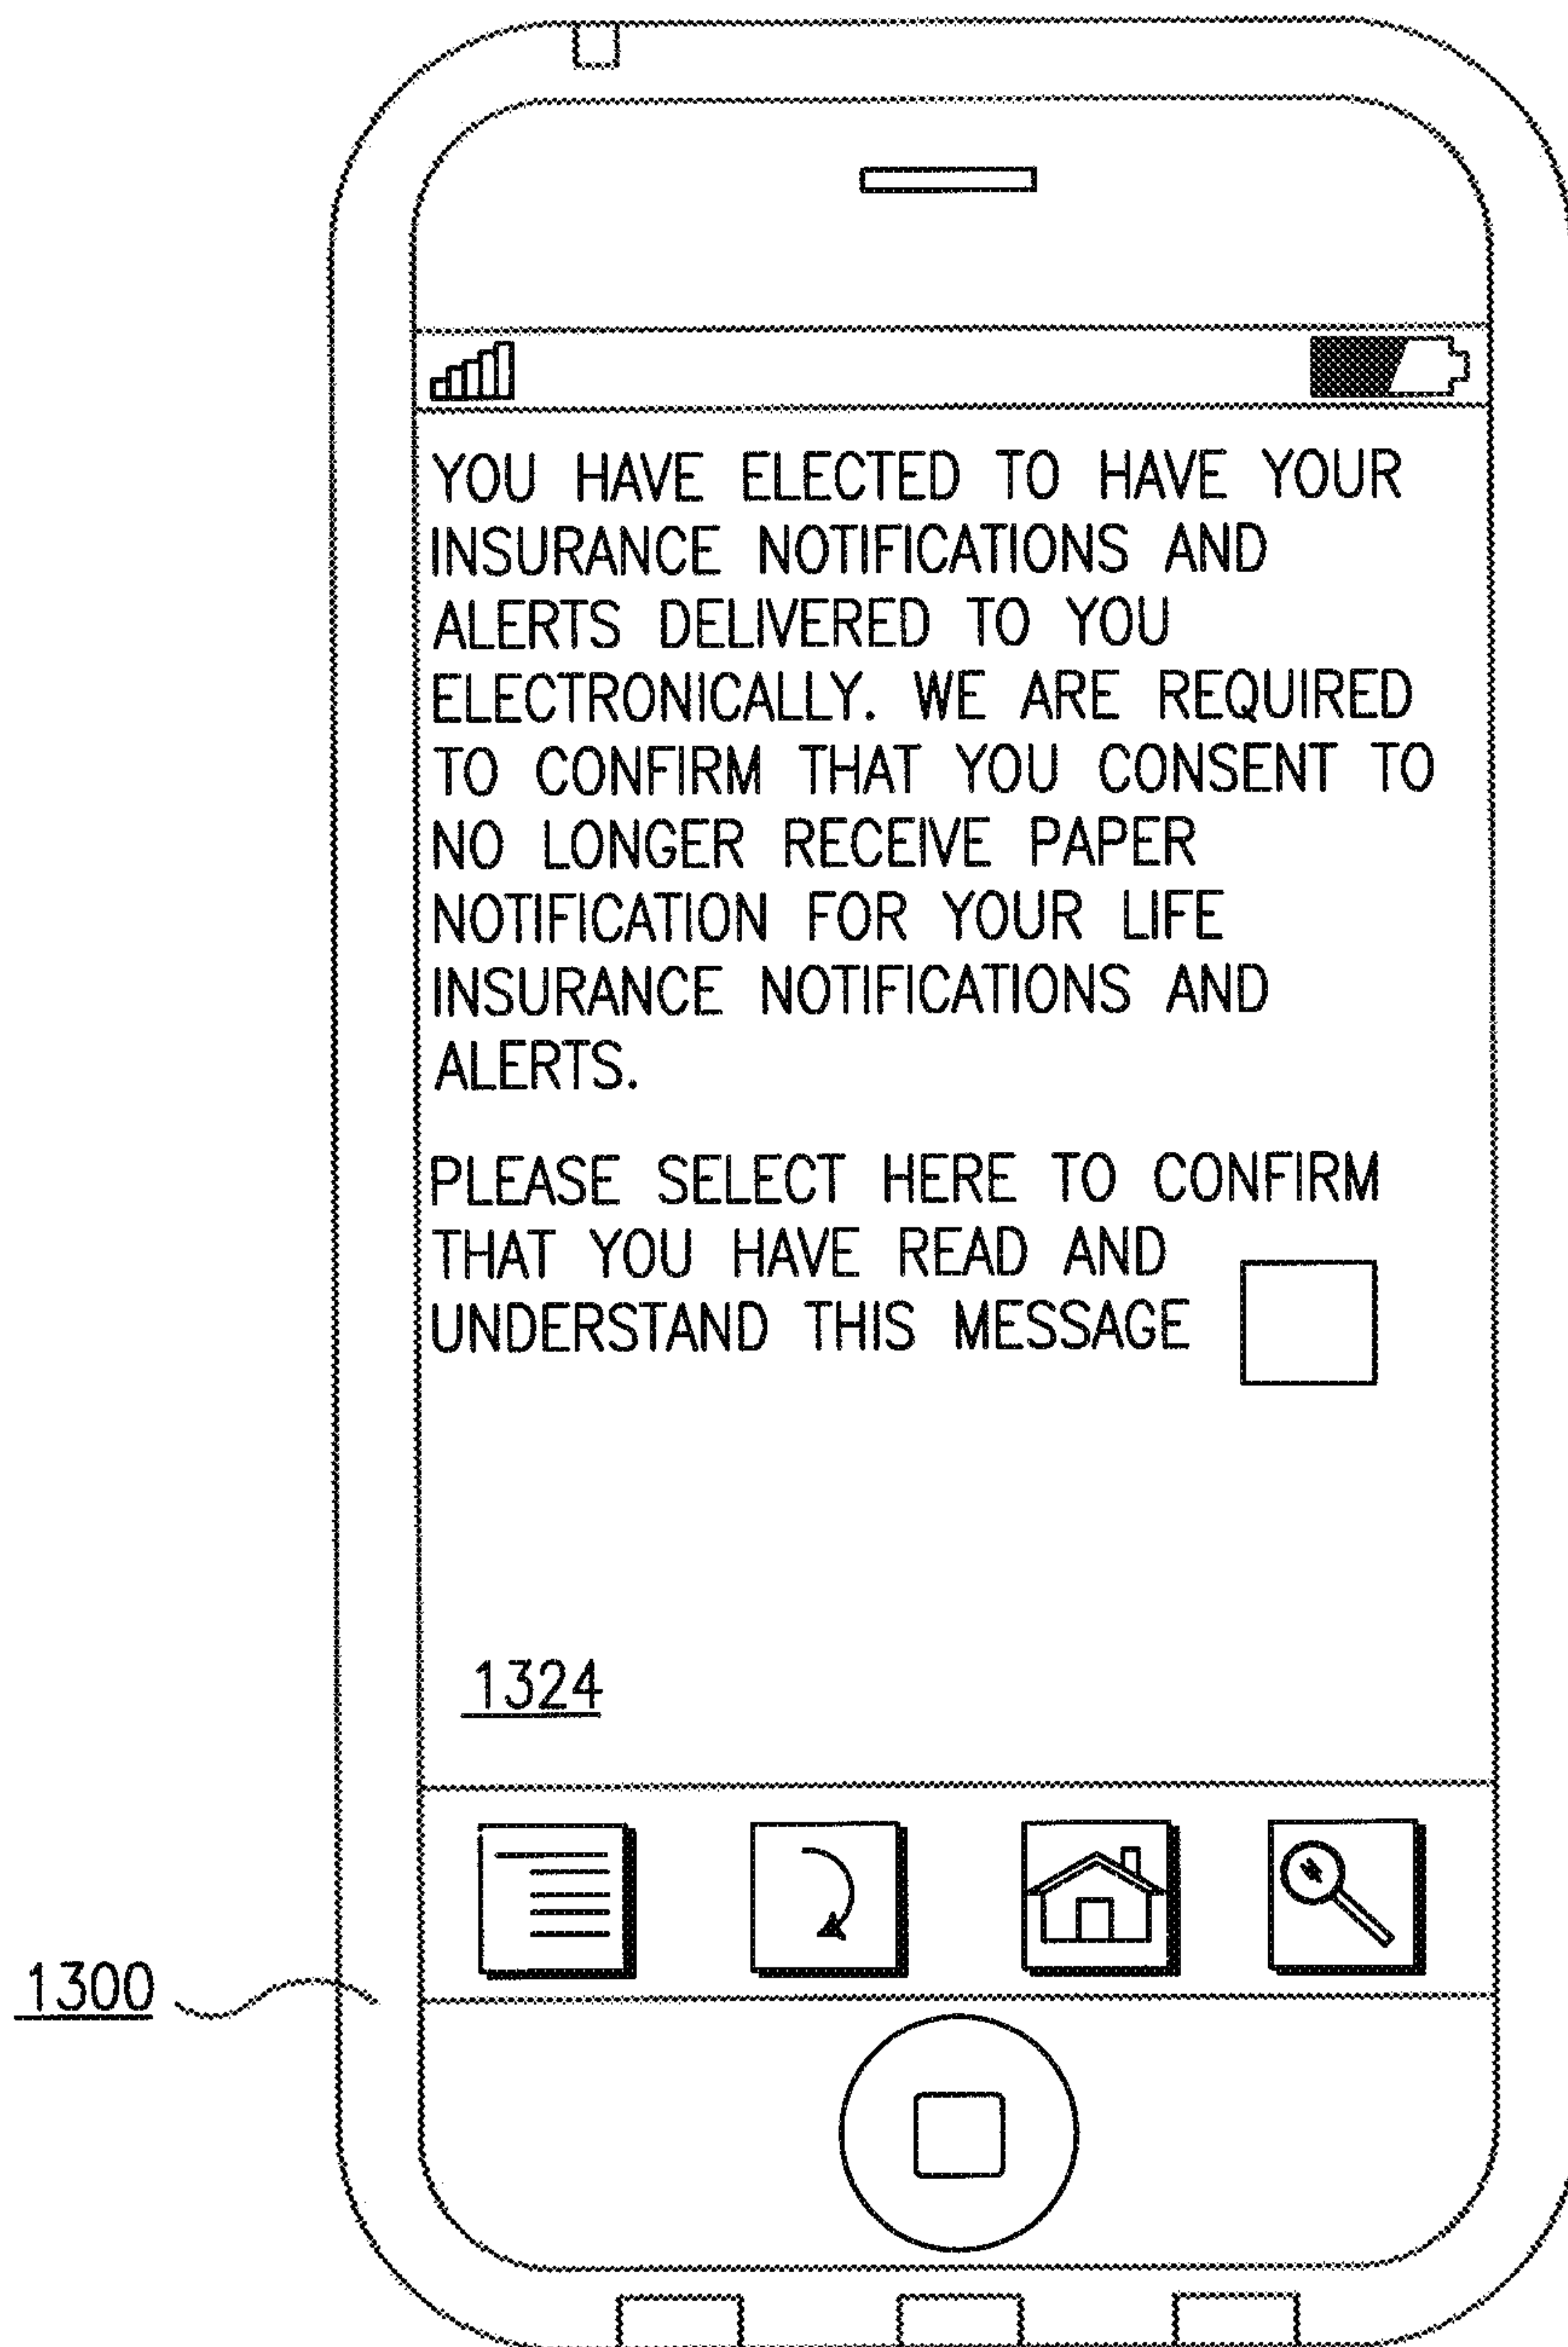 YOU HAVE ELECTED TO HAVE YOUR
INSURANCE NOTIFICATIONS AND
ALERTS DELIVERED TO YOU
ELECTRONICALLY. WE ARE REQUIRED
TO CONFIRM THAT YOU CONSENT TO
NO LONGER RECEIVE PAPER
NOTIFICATION FOR YOUR LIFE
INSURANCE NOTIFICATIONS AND
ALERTS.
PLEASE SELECT HERE TO CONFIRM
THAT YOU HAVE READ AND
UNDERSTAND THIS MESSAGE
1324
1300